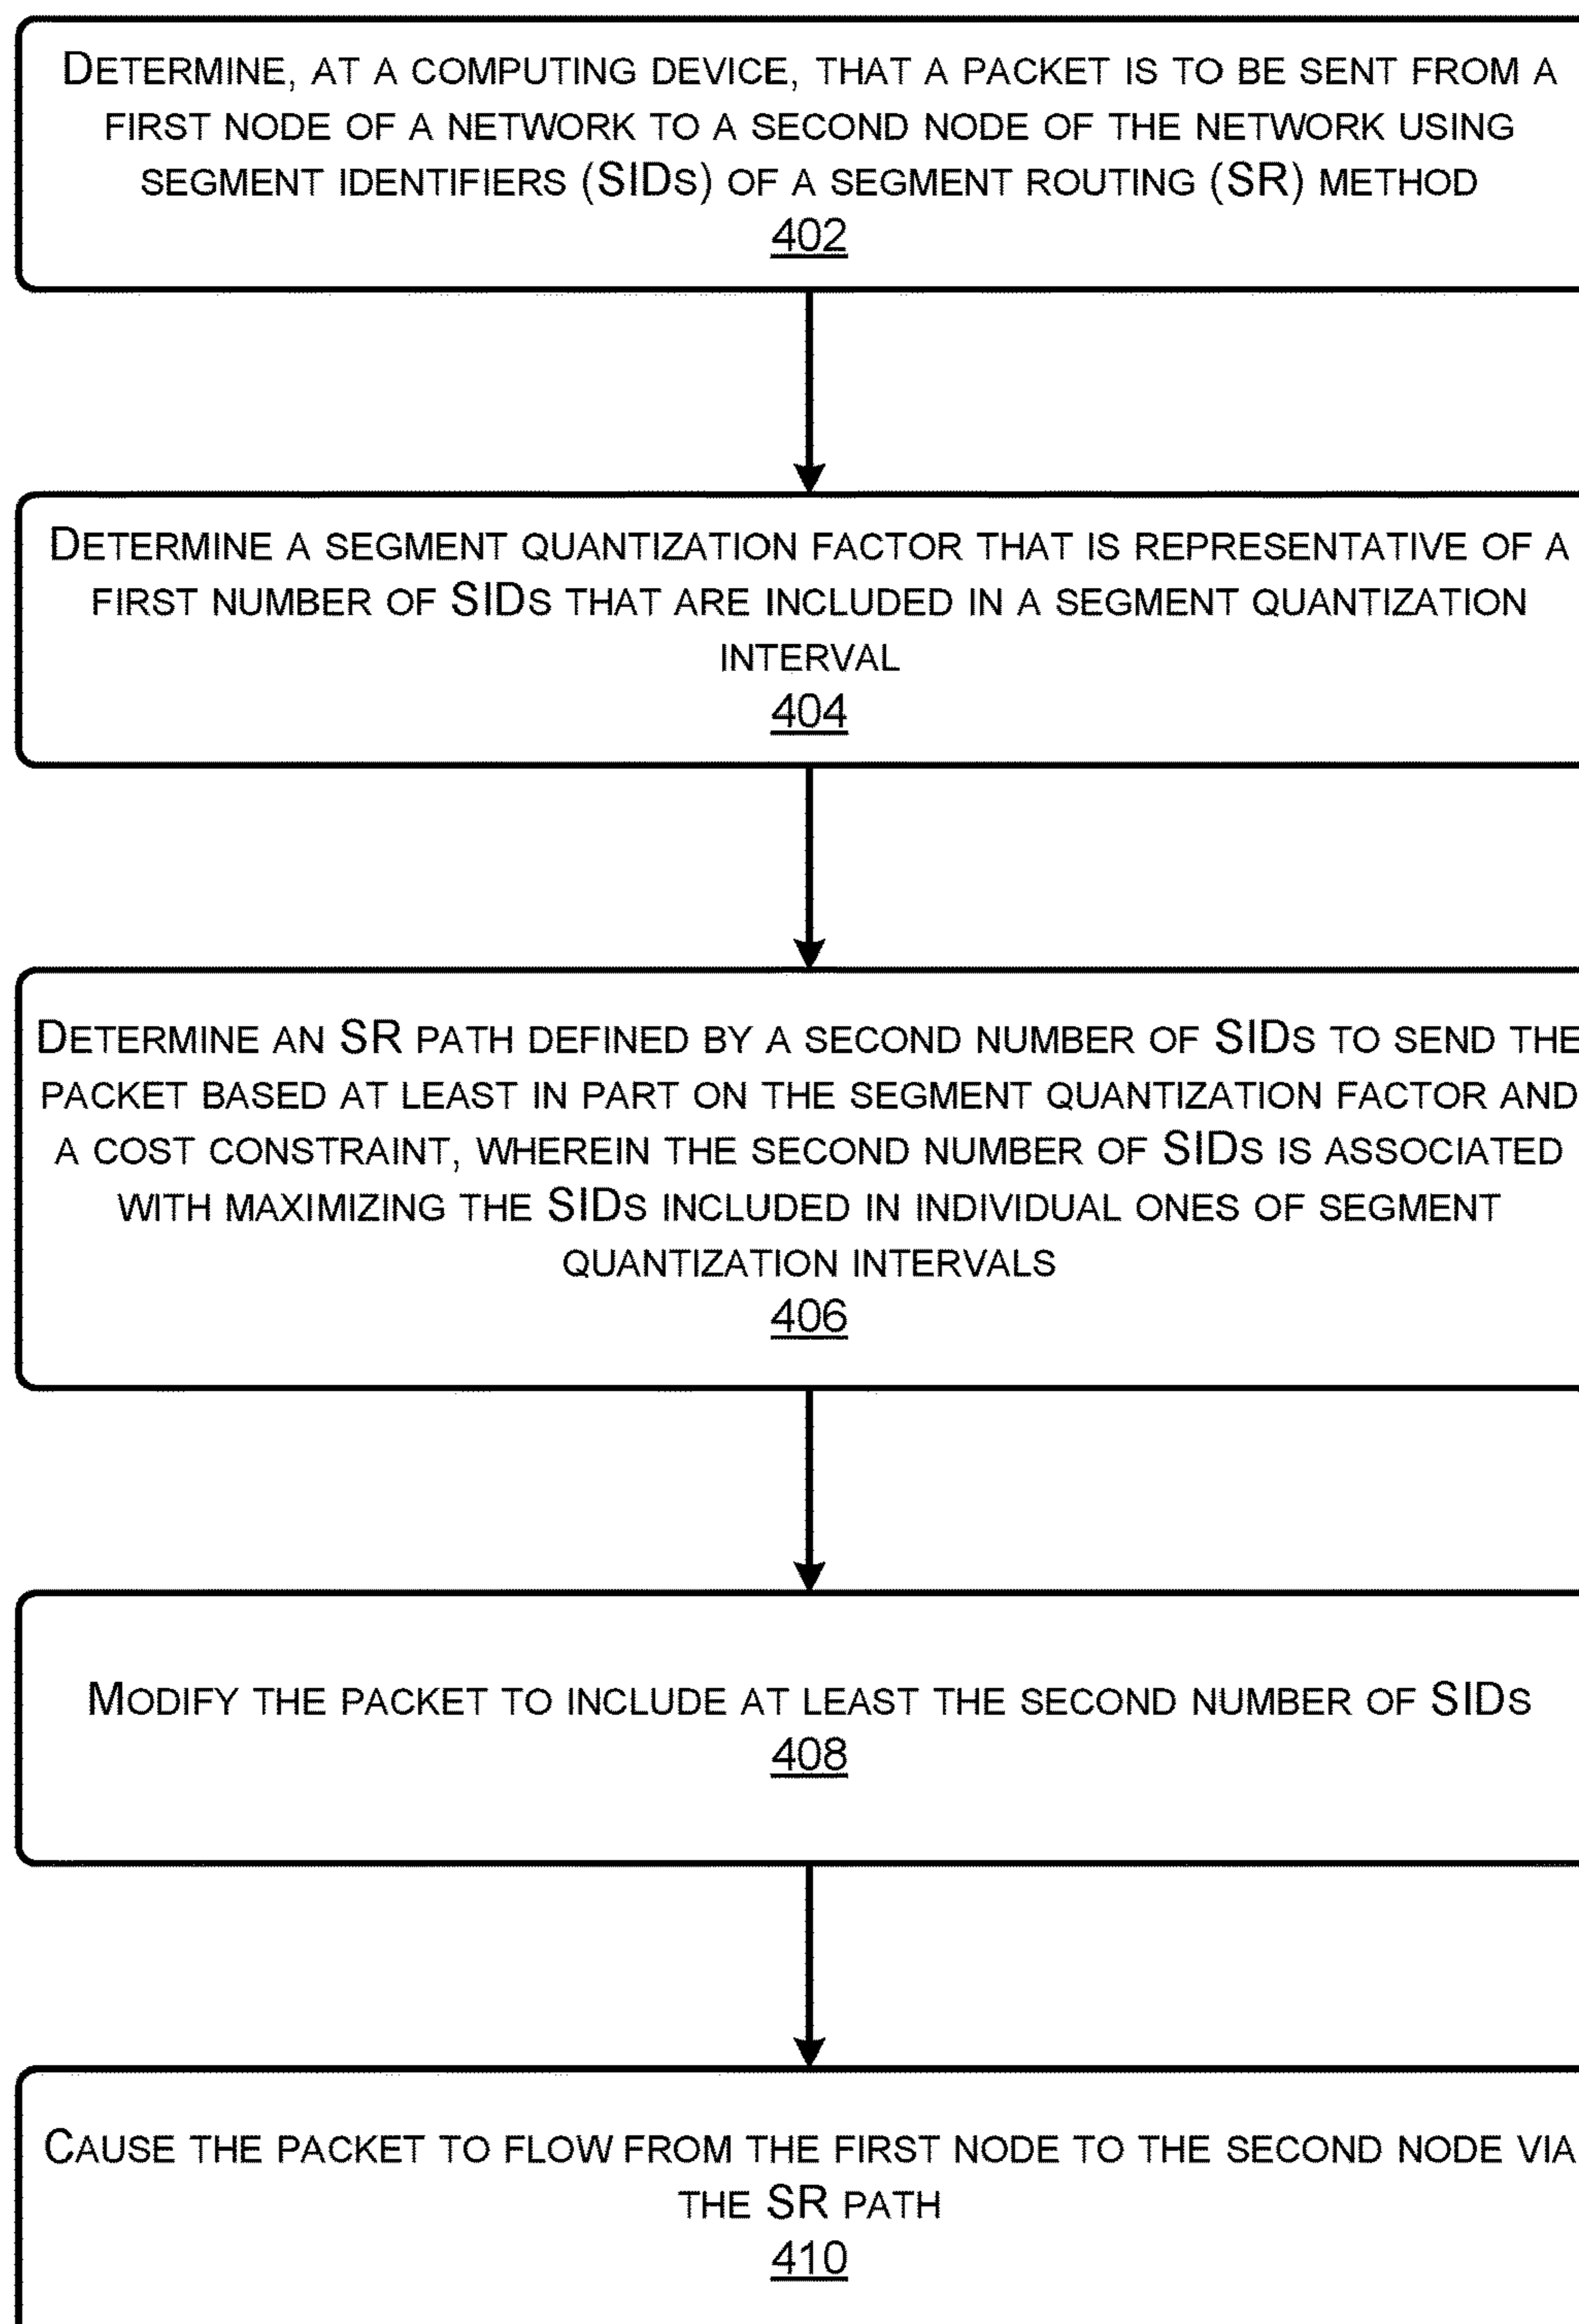 DETERMINE, AT A COMPUTING DEVICE, THAT A PACKET IS TO BE SENT FROM A
FIRST NODE OF A NETWORK TO A SECOND NODE OF THE NETWORK USING
SEGMENT IDENTIFIERS (SIDS) OF A SEGMENT ROUTING (SR) METHOD
402
DETERMINE A SEGMENT QUANTIZATION FACTOR THAT IS REPRESENTATIVE OF A
FIRST NUMBER OF SIDS THAT ARE INCLUDED IN A SEGMENT QUANTIZATION
INTERVAL
404
DETERMINE AN SR PATH DEFINED BY A SECOND NUMBER OF SIDS TO SEND THE
PACKET BASED AT LEAST IN PART ON THE SEGMENT QUANTIZATION FACTOR AND
A COST CONSTRAINT, WHEREIN THE SECOND NUMBER OF SIDS IS ASSOCIATED
WITH MAXIMIZING THE SIDS INCLUDED IN INDIVIDUAL ONES OF SEGMENT
QUANTIZATION INTERVALS
406
MODIFY THE PACKET TO INCLUDE AT LEAST THE SECOND NUMBER OF SIDS
408
CAUSE THE PACKET TO FLOW FROM THE FIRST NODE TO THE SECOND NODE VIA
THE SR PATH
410